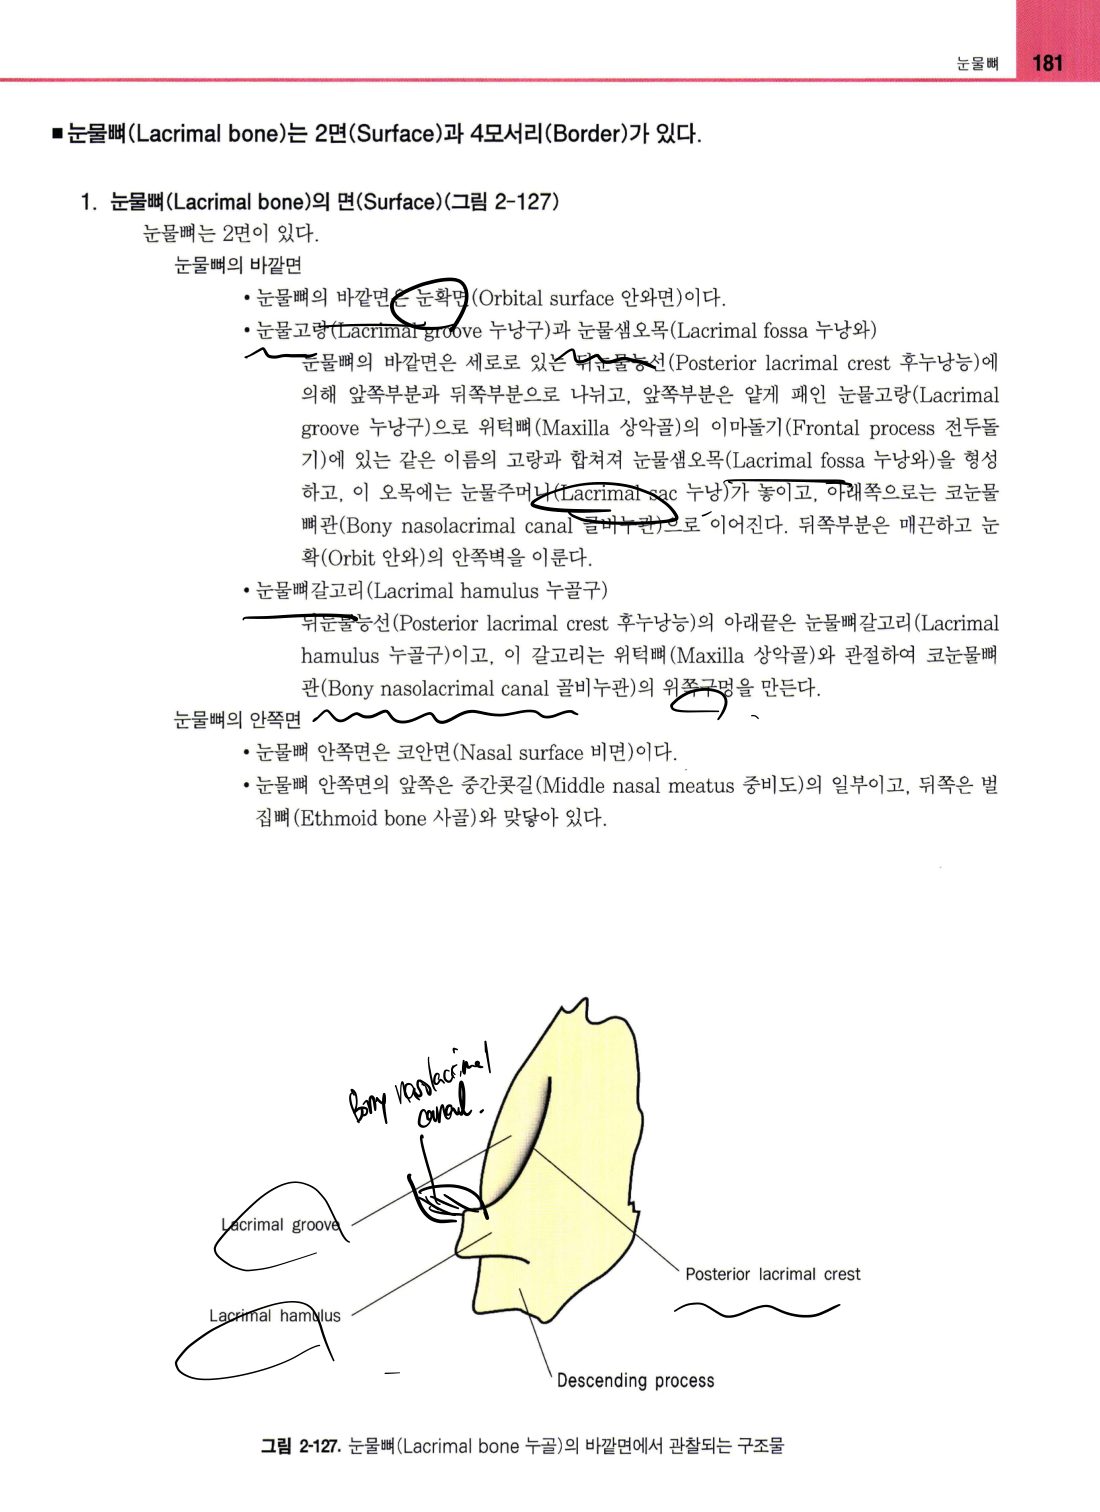 눈물뼈 181
■ 눈물뼈(Lacrimal bone)는 2면(Surface)과 4모서리(Border)가 있다.
1. 눈물뼈(Lacrimal bone)의 면(Surface)(그림 2-127)
눈물뼈는 2면이 있다.
눈물뼈의 바깥면
• 눈물뼈의 바깥면은 눈확면(Orbital surface 안와면)이다.
• 눈물고랑(Lacrimal groove 누낭구)과 눈물샘오목(Lacrimal fossa 누낭와)
눈물뼈의 바깥면은 세로로 있는 뒤눈물능선(Posterior lacrimal crest 후누낭능)에
의해 앞쪽부분과 뒤쪽부분으로 나뉘고, 앞쪽부분은 얕게 패인 눈물고랑(Lacrimal
groove 누낭구)으로 위턱뼈(Maxilla 상악골)의 이마돌기(Frontal process 전두돌
기)에 있는 같은 이름의 고랑과 합쳐져 눈물샘오목(Lacrimal fossa 누낭와)을 형성
하고, 이 오목에는 눈물주머니(Lacrimal sac 누낭)가 놓이고, 아래쪽으로는 코눈물
뼈관(Bony nasolacrimal canal 골비누관)으로 이어진다. 뒤쪽부분은 매끈하고 눈
확(Orbit 안와)의 안쪽벽을 이룬다.
• 눈물뼈갈고리(Lacrimal hamulus 누골구)
뒤눈물능선(Posterior lacrimal crest 후누낭능)의 아래끝은 눈물뼈갈고리(Lacrimal
hamulus 누골구)이고, 이 갈고리는 위턱뼈(Maxilla 상악골)와 관절하여 코눈물뼈
관(Bony nasolacrimal canal 골비누관)의 위쪽구멍을 만든다.
눈물뼈의 안쪽면
• 눈물뼈 안쪽면은 코안면(Nasal surface 비면)이다.
• 눈물뼈 안쪽면의 앞쪽은 중간콧길(Middle nasal meatus 중비도)의 일부이고, 뒤쪽은 벌
집뼈(Ethmoid bone 사골)와 맞닿아 있다.
Bony nasolacrimal
canal.
Lacrimal groove
Posterior lacrimal crest
Lacrimal hamulus
Descending process
그림 2-127. 눈물뼈(Lacrimal bone 누골)의 바깥면에서 관찰되는 구조물